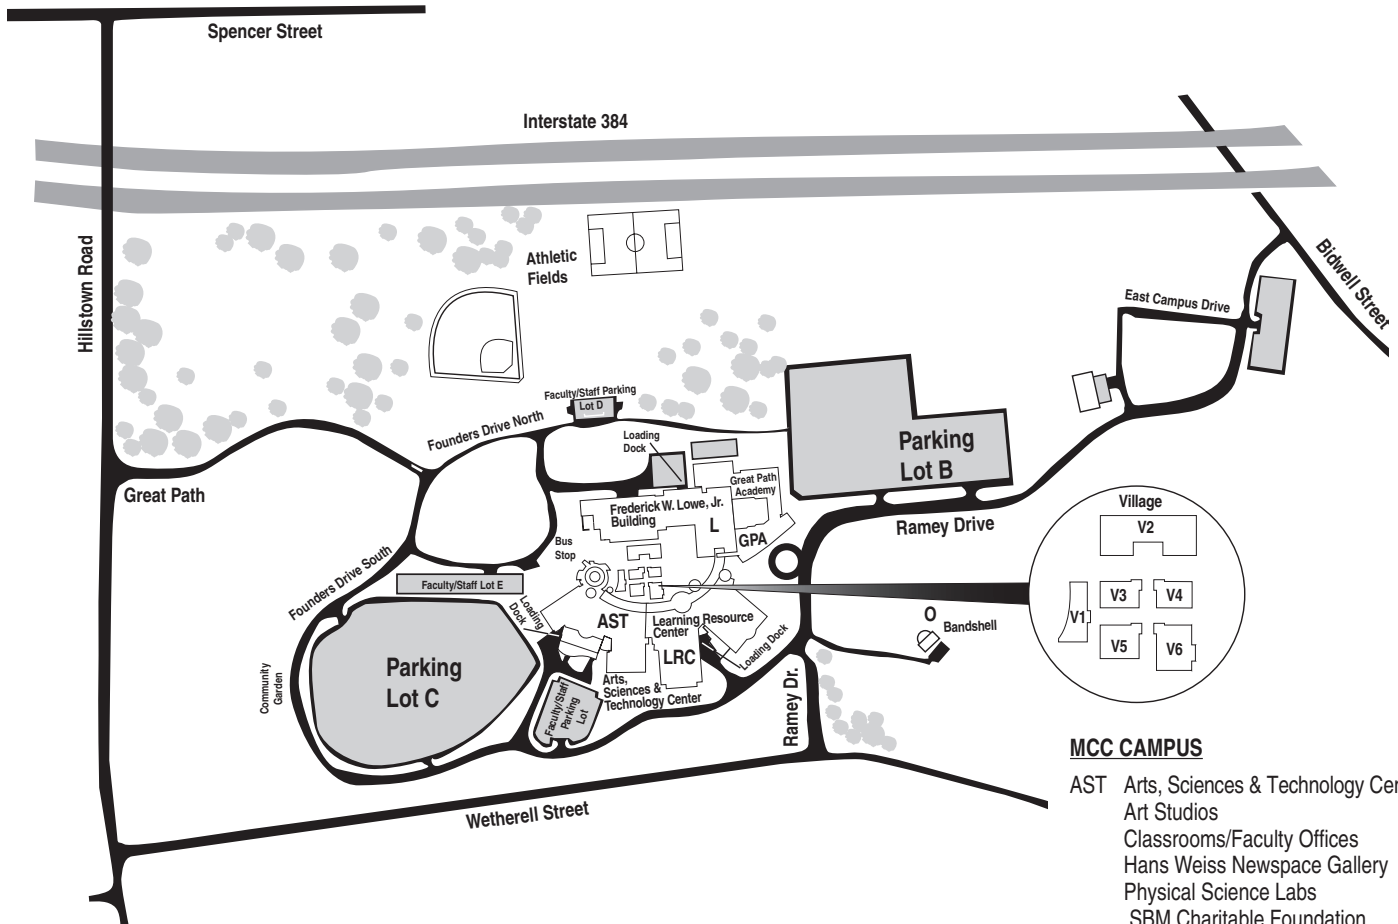 Spencer Street
Interstate 384
Hillstown Road
Athletic
Fields
Bidwell Street
East Campus Drive
Faculty/Staff Parking
Lot D
Founders Drive North
Loading
Dock
Parking
Lot B
Great Path
Great Path
Academy
Frederick W. Lowe, Jr.
Building
L
GPA
Ramey Drive
Village
V2
V1
V3
V4
V5
V6
Bus
Stop
Founders Drive South
Faculty/Staff Lot E
Loading
Dock
AST
Learning Resource
Center
LRC
Loading Dock
O
Bandshell
Community
Garden
Parking
Lot C
Arts,
Sciences &
Technology Center
Faculty/Staff
Parking
Lot
Ramey Dr.
Wetherell Street
MCC CAMPUS
AST Arts, Sciences & Technology Cen
Art Studios
Classrooms/Faculty Offices
Hans Weiss Newspace Gallery
Physical Science Labs
SBM Charitable Foundation